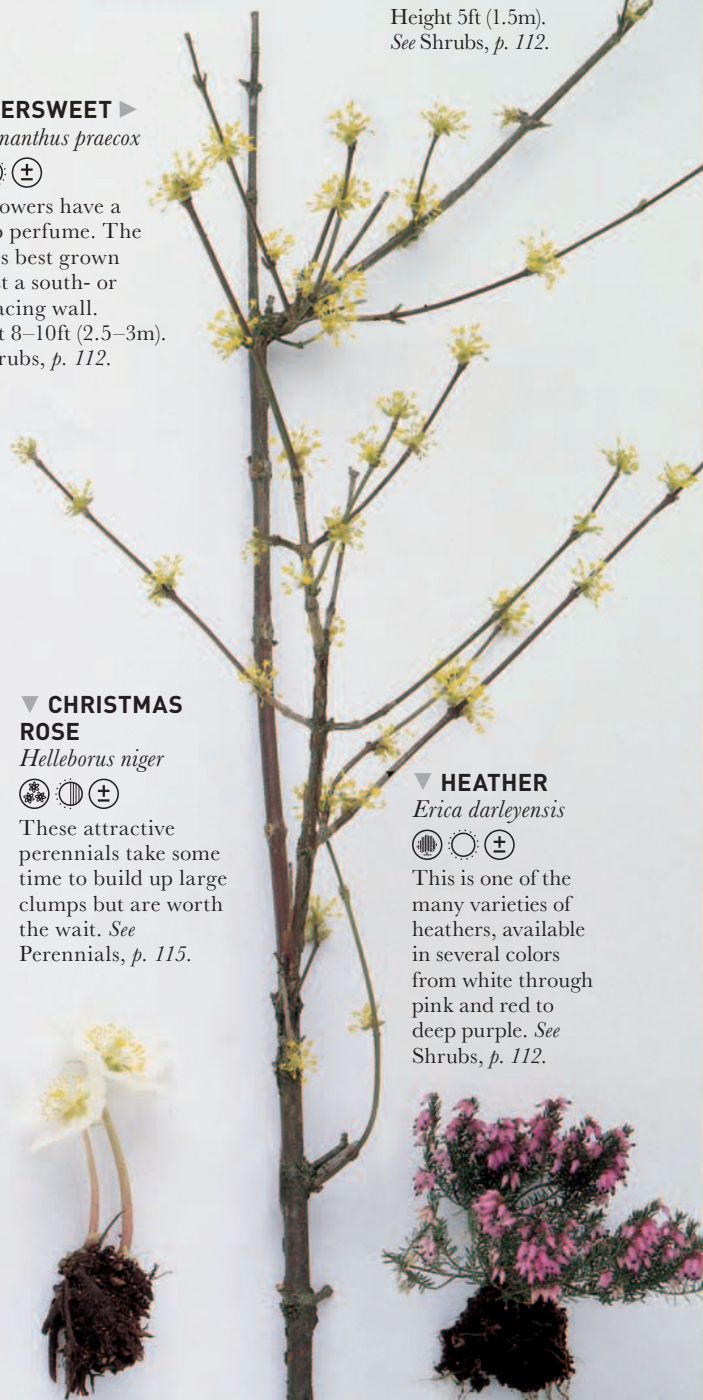 Height 5ft (1.5m).
See Shrubs, p. 112.
ERSWEET ▶
nanthus praecox
owers have a
perfume. The
s best grown
t a south- or
acing wall.
t 8–10ft (2.5–3m).
rubs, p. 112.
▼ CHRISTMAS
ROSE
Helleborus niger
These attractive
perennials take some
time to build up large
clumps but are worth
the wait. See
Perennials, p. 115.
▼ HEATHER
Erica darleyensis
This is one of the
many varieties of
heathers, available
in several colors
from white through
pink and red to
deep purple. See
Shrubs, p. 112.